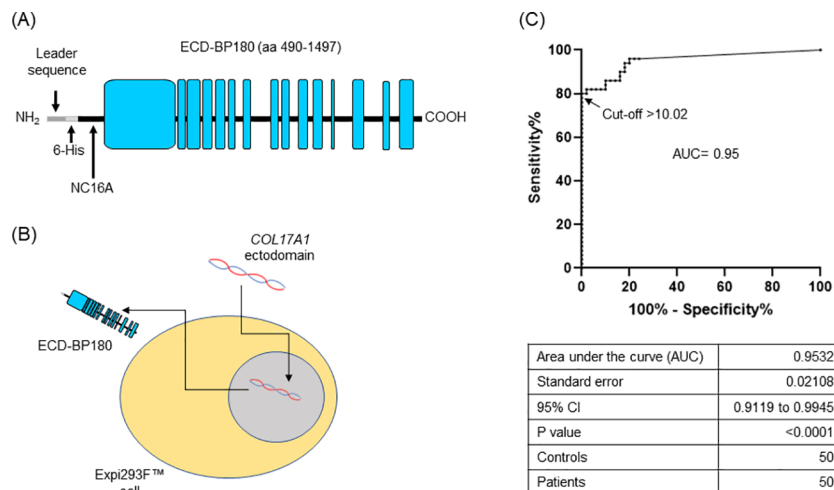 (A)
ECD-BP180 (aa 490-1497)
Leader
sequence
NH2
COOH
6-His
NC16A
(B)
COL17A1
ectodomain
ECD-BP180
Expi293F™
cell
(C)
Sensitivity%
100
80
60
40
20
0
Cut-off >10.02
AUC= 0.95
0 20 40 60 80 100
100% - Specificity%
Area under the curve (AUC) 0.9532
Standard error 0.02108
95% CI 0.9119 to 0.9945
P value <0.0001
Controls 50
Patients 50